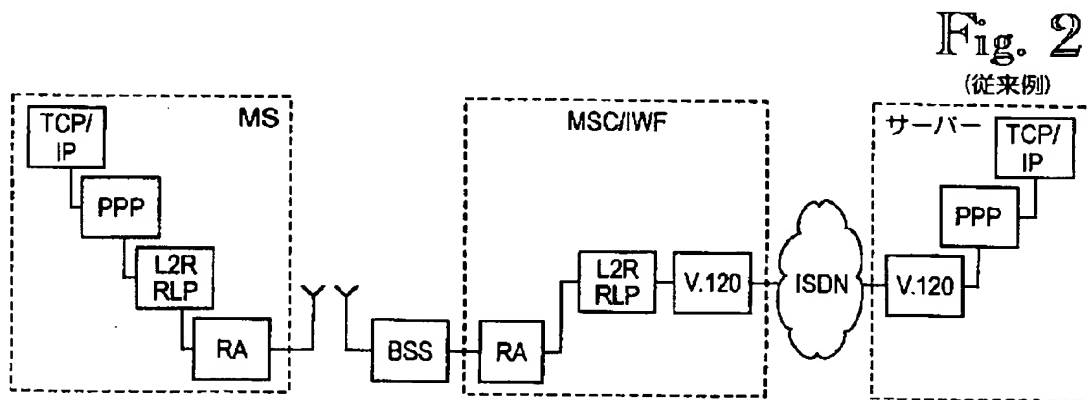 Fig. 2
(従来例)
MS
TCP/
IP
PPP
L2R
RLP
RA
BSS
MSC/IWF
RA
L2R
RLP
V.120
ISDN
サーバー
TCP/
IP
PPP
V.120